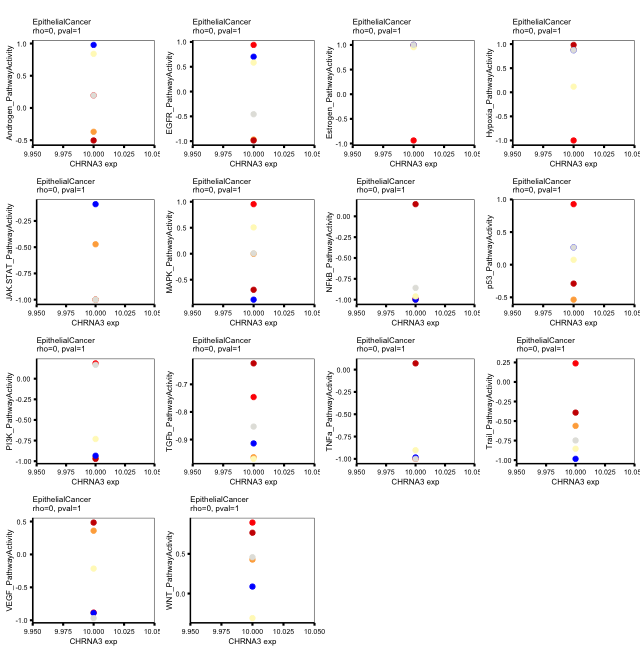 EpithelialCancer
rho=0, pval=1
Androgen_PathwayActivity
1.0
0.5
0.0
-0.5
9.950 9.975 10.000 10.025 10.05
CHRNA3 exp
EpithelialCancer
rho=0, pval=1
EGFR_PathwayActivity
1.0
0.5
0.0
-0.5
-1.0
9.950 9.975 10.000 10.025 10.05
CHRNA3 exp
EpithelialCancer
rho=0, pval=1
Estrogen_PathwayActivity
1.0
0.5
0.0
-0.5
-1.0
9.950 9.975 10.000 10.025 10.05
CHRNA3 exp
EpithelialCancer
rho=0, pval=1
Hypoxia_PathwayActivity
1.0
0.5
0.0
-0.5
-1.0
9.950 9.975 10.000 10.025 10.05
CHRNA3 exp
EpithelialCancer
rho=0, pval=1
JAK.STAT_PathwayActivity
-0.25
-0.50
-0.75
-1.00
9.950 9.975 10.000 10.025 10.05
CHRNA3 exp
EpithelialCancer
rho=0, pval=1
MAPK_PathwayActivity
1.0
0.5
0.0
-0.5
9.950 9.975 10.000 10.025 10.05
CHRNA3 exp
EpithelialCancer
rho=0, pval=1
NFkB_PathwayActivity
0.00
-0.25
-0.50
-0.75
-1.00
9.950 9.975 10.000 10.025 10.05
CHRNA3 exp
EpithelialCancer
rho=0, pval=1
p53_PathwayActivity
1.0
0.5
0.0
-0.5
9.950 9.975 10.000 10.025 10.05
CHRNA3 exp
EpithelialCancer
rho=0, pval=1
PI3K_PathwayActivity
0.00
-0.25
-0.50
-0.75
-1.00
9.950 9.975 10.000 10.025 10.05
CHRNA3 exp
EpithelialCancer
rho=0, pval=1
TGFb_PathwayActivity
-0.7
-0.8
-0.9
9.950 9.975 10.000 10.025 10.05
CHRNA3 exp
EpithelialCancer
rho=0, pval=1
TNFa_PathwayActivity
0.00
-0.25
-0.50
-0.75
-1.00
9.950 9.975 10.000 10.025 10.05
CHRNA3 exp
EpithelialCancer
rho=0, pval=1
Trail_PathwayActivity
0.25
0.00
-0.25
-0.50
-0.75
-1.00
9.950 9.975 10.000 10.025 10.05
CHRNA3 exp
EpithelialCancer
rho=0, pval=1
VEGF_PathwayActivity
0.5
0.0
-0.5
-1.0
9.950 9.975 10.000 10.025 10.05
CHRNA3 exp
EpithelialCancer
rho=0, pval=1
WNT_PathwayActivity
0.5
0.0
9.950 9.975 10.000 10.025 10.050
CHRNA3 exp